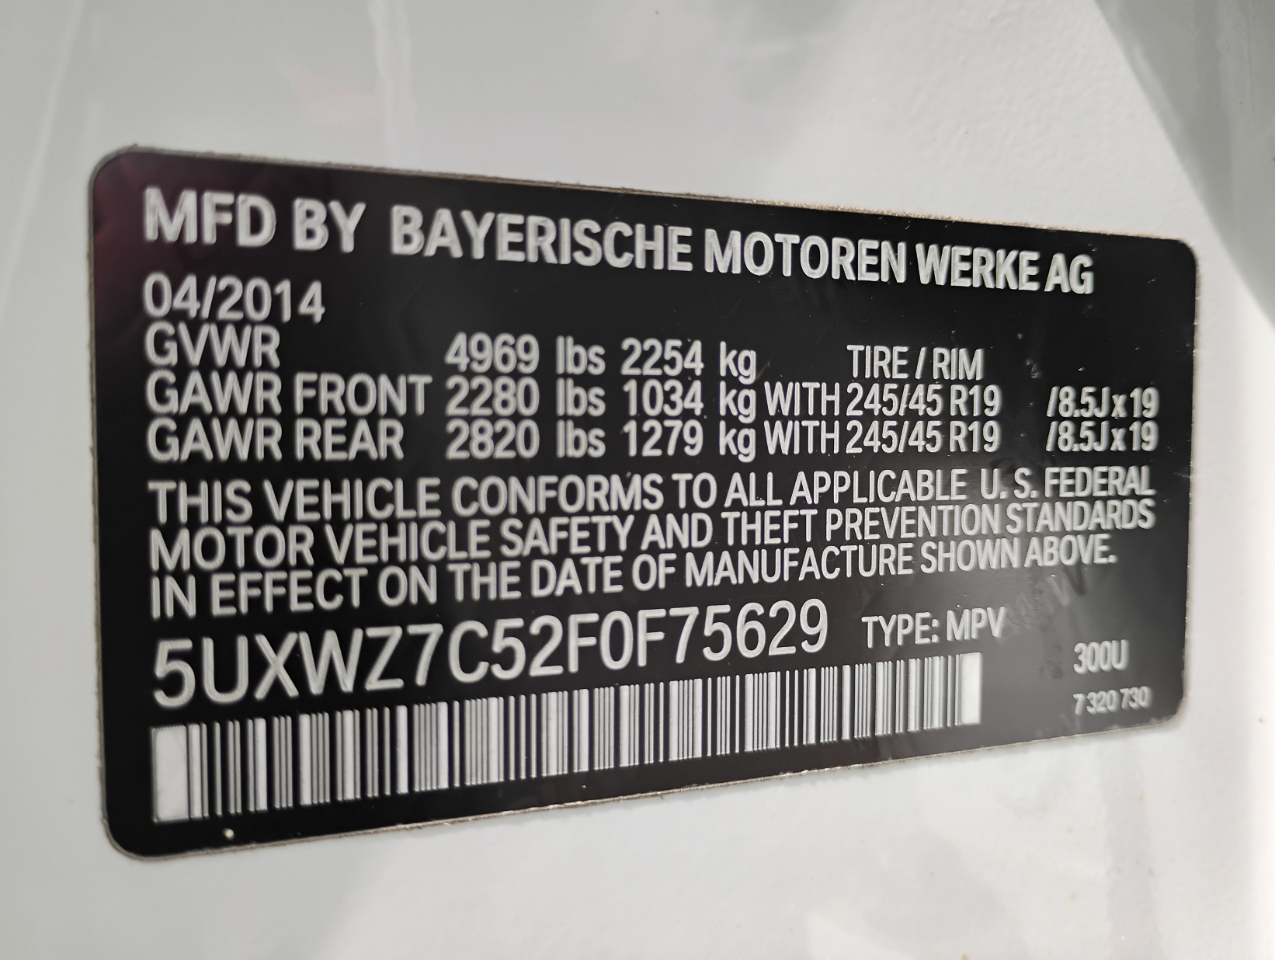 MFD BY BAYERISCHE MOTOREN WERKE AG
04/2014
GVWR 4969 lbs 2254 kg TIRE / RIM
GAWR FRONT 2280 lbs 1034 kg WITH 245/45 R19 /8.5J x 19
GAWR REAR 2820 lbs 1279 kg WITH 245/45 R19 /8.5J x 19
THIS VEHICLE CONFORMS TO ALL APPLICABLE U. S. FEDERAL
MOTOR VEHICLE SAFETY AND THEFT PREVENTION STANDARDS
IN EFFECT ON THE DATE OF MANUFACTURE SHOWN ABOVE.
5UXWZ7C52F0F75629 TYPE: MPV
300U
7 320 730